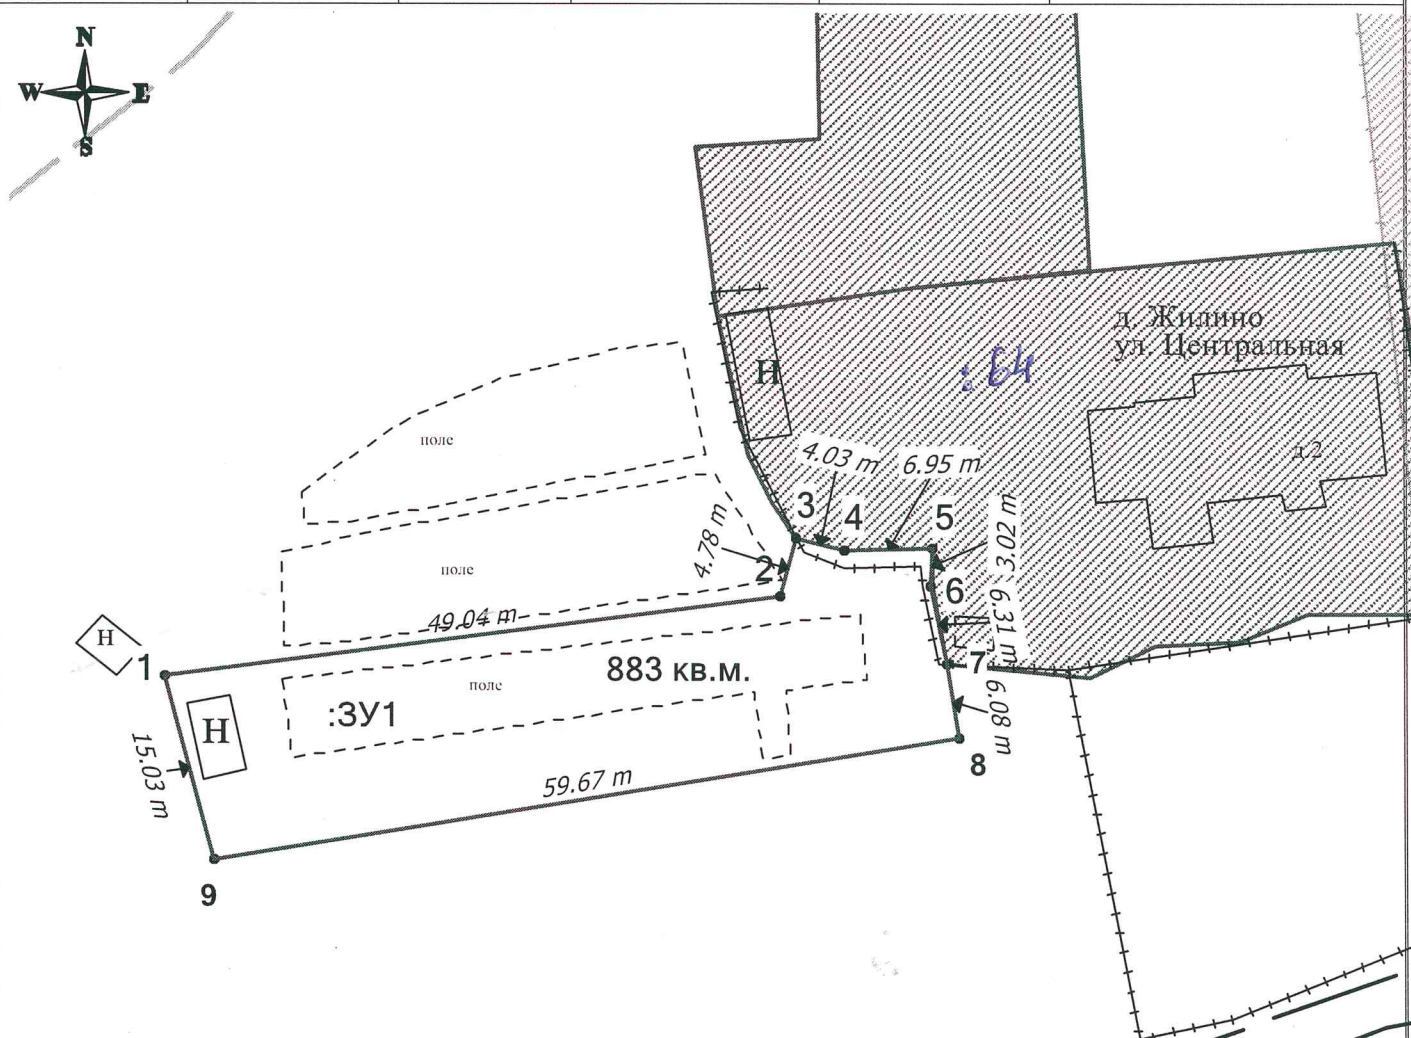 N
W E
S
д. Жилино
ул. Центральная
Н
:64
д.2
поле
4.03 m
6.95 m
3
4
5
3.02 m
4.78 m
2
поле
6
6.31 m
49.04 m
Н
1
7
883 кв.м.
поле
:ЗУ1
Н
6.08 m
15.03 m
8
59.67 m
9